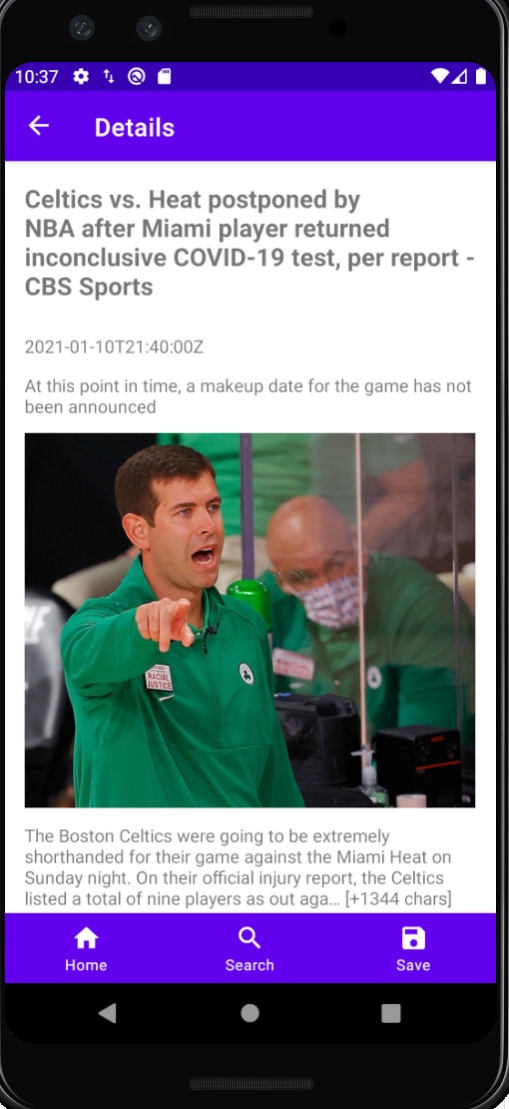 10:37
Details
Celtics vs. Heat postponed by
NBA after Miami player returned
inconclusive COVID-19 test, per report -
CBS Sports
2021-01-10T21:40:00Z
At this point in time, a makeup date for the game has not
been announced
RACIAL
JUSTICE
The Boston Celtics were going to be extremely
shorthanded for their game against the Miami Heat on
Sunday night. On their official injury report, the Celtics
listed a total of nine players as out aga… [+1344 chars]
Home
Search
Save